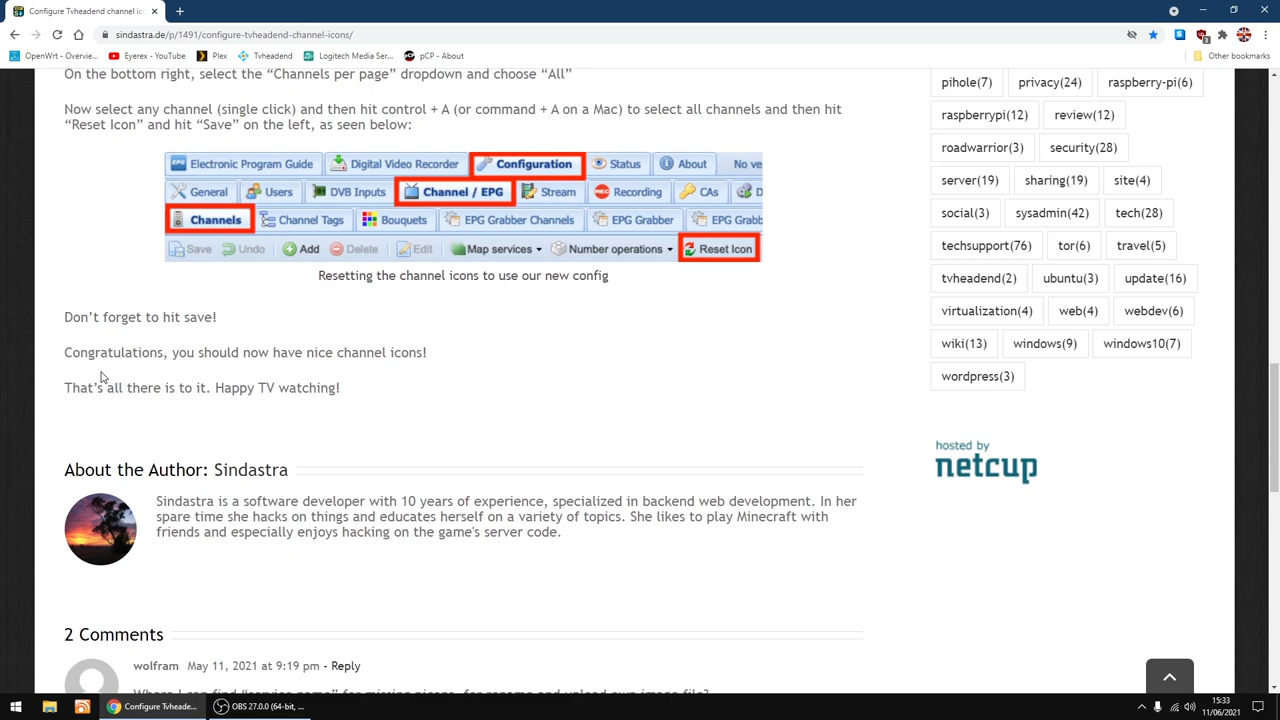 Configure Tvheadend channel i
sindastra.de/p/1491/configure-tvheadend-channel-icons/
OpenWrt - Overvie...
Eyerex - YouTube
Plex
Tvheadend
Logitech Media Ser...
pCP - About
Other bookmarks
On the bottom right, select the “Channels per page” dropdown and choose “All”
Now select any channel (single click) and then hit control + A (or command + A on a Mac) to select all channels and then hit
“Reset Icon” and hit “Save” on the left, as seen below:
Electronic Program Guide
Digital Video Recorder
Configuration
Status
About
No ve
General
Users
DVB Inputs
Channel / EPG
Stream
Recording
CAs
D
Channels
Channel Tags
Bouquets
EPG Grabber Channels
EPG Grabber
EPG Grabb
Save
Undo
Add
Delete
Edit
Map services
Number operations
Reset Icon
Resetting the channel icons to use our new config
Don’t forget to hit save!
Congratulations, you should now have nice channel icons!
That’s all there is to it. Happy TV watching!
About the Author: Sindastra
Sindastra is a software developer with 10 years of experience, specialized in backend web development. In her
spare time she hacks on things and educates herself on a variety of topics. She likes to play Minecraft with
friends and especially enjoys hacking on the game's server code.
2 Comments
wolfram May 11, 2021 at 9:19 pm - Reply
pihole(7)
privacy(24)
raspberry-pi(6)
raspberrypi(12)
review(12)
roadwarrior(3)
security(28)
server(19)
sharing(19)
site(4)
social(3)
sysadmin(42)
tech(28)
techsupport(76)
tor(6)
travel(5)
tvheadend(2)
ubuntu(3)
update(16)
virtualization(4)
web(4)
webdev(6)
wiki(13)
windows(9)
windows10(7)
wordpress(3)
hosted by
netcup
Configure Tvheade...
OBS 27.0.0 (64-bit, ...
15:33
11/06/2021